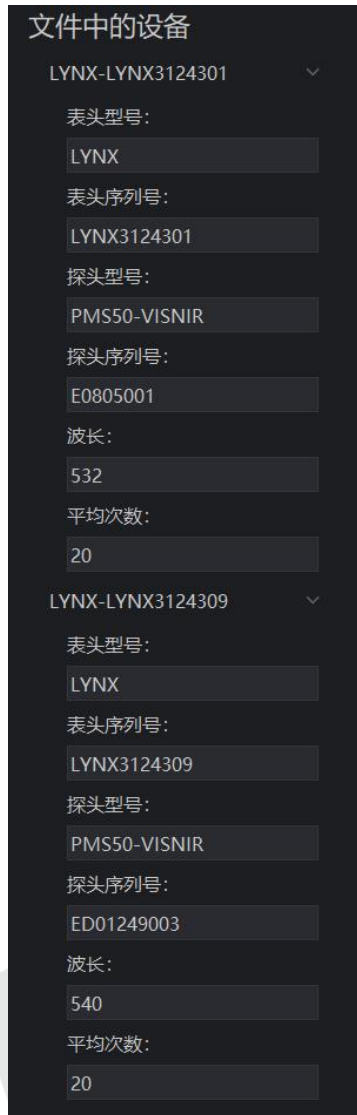 文件中的设备
LYNX-LYNX3124301
表头型号：
LYNX
表头序列号：
LYNX3124301
探头型号：
PMS50-VISNIR
探头序列号：
E0805001
波长：
532
平均次数：
20
LYNX-LYNX3124309
表头型号：
LYNX
表头序列号：
LYNX3124309
探头型号：
PMS50-VISNIR
探头序列号：
ED01249003
波长：
540
平均次数：
20